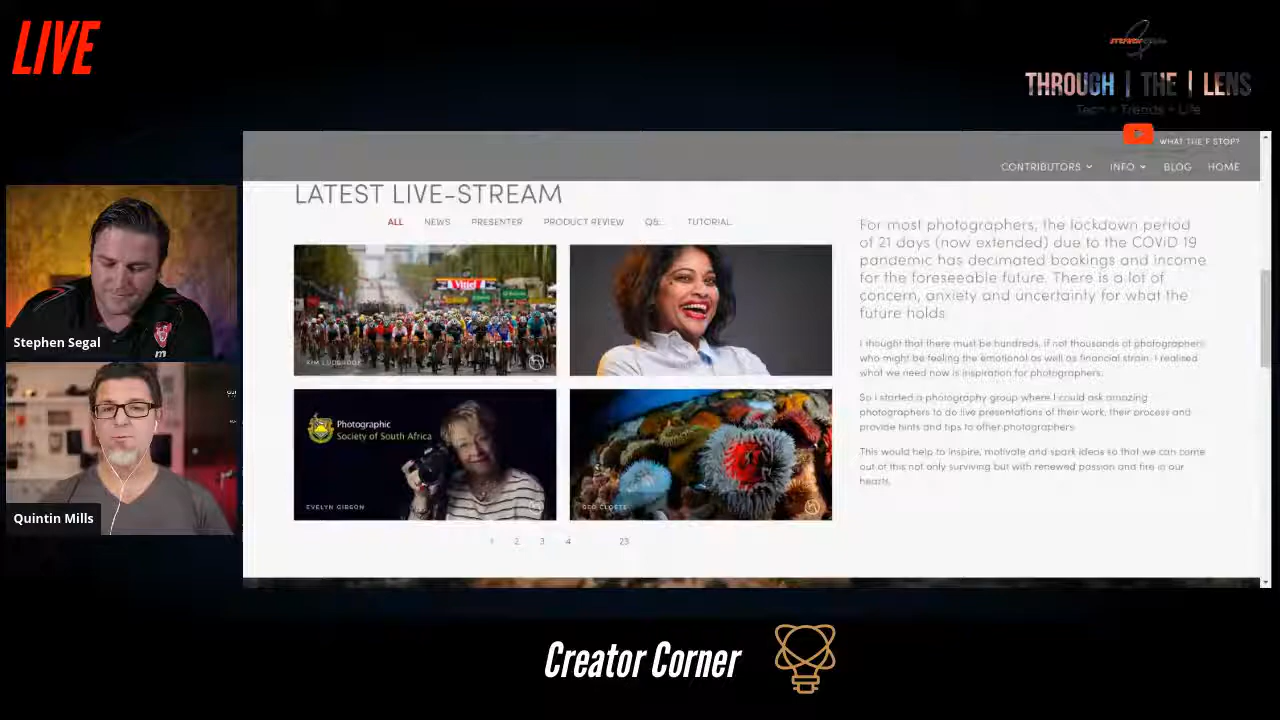 LIVE
THROUGH | THE | LENS
Tech + Trends + Life
WHAT THE F STOP?
CONTRIBUTORS INFO BLOG HOME
LATEST LIVE-STREAM
ALL NEWS PRESENTER PRODUCT REVIEW TUTORIAL
Vittel
Photographic
Society of South Africa
EVELYN GIBSON
GEO CLOETE
1 2 3 4 23
For most photographers, the lockdown period
of 21 days (now extended) due to the COVID 19
pandemic has decimated bookings and income
for the foreseeable future. There is a lot of
concern, anxiety and uncertainty for what the
future holds
I thought that there must be hundreds, if not thousands of photographers
who might be feeling the emotional as well as financial strain. I realised
what we need now is inspiration for photographers.
So I started a photography group where I could ask amazing
photographers to do live presentations of their work, their process and
provide hints and tips to other photographers
This would help to inspire, motivate and spark ideas so that we can come
out of this not only surviving but with renewed passion and fire in our
hearts.
Stephen Segal
Quintin Mills
Creator Corner